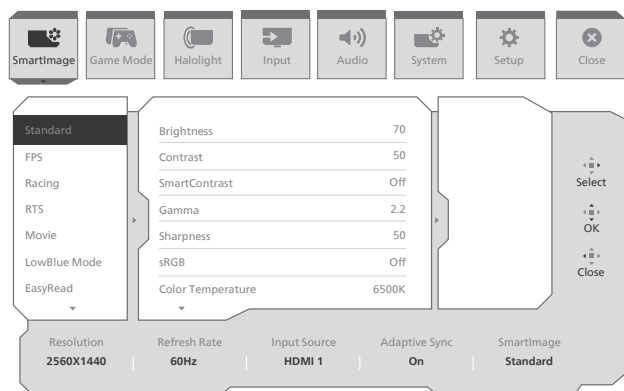 SmartImage
Game Mode
Halolight
Input
Audio
System
Setup
Close
Standard
FPS
Racing
RTS
Movie
LowBlue Mode
EasyRead
Brightness 70
Contrast 50
SmartContrast Off
Gamma 2.2
Sharpness 50
sRGB Off
Color Temperature 6500K
Select
OK
Close
Resolution
2560X1440
Refresh Rate
60Hz
Input Source
HDMI 1
Adaptive Sync
On
SmartImage
Standard